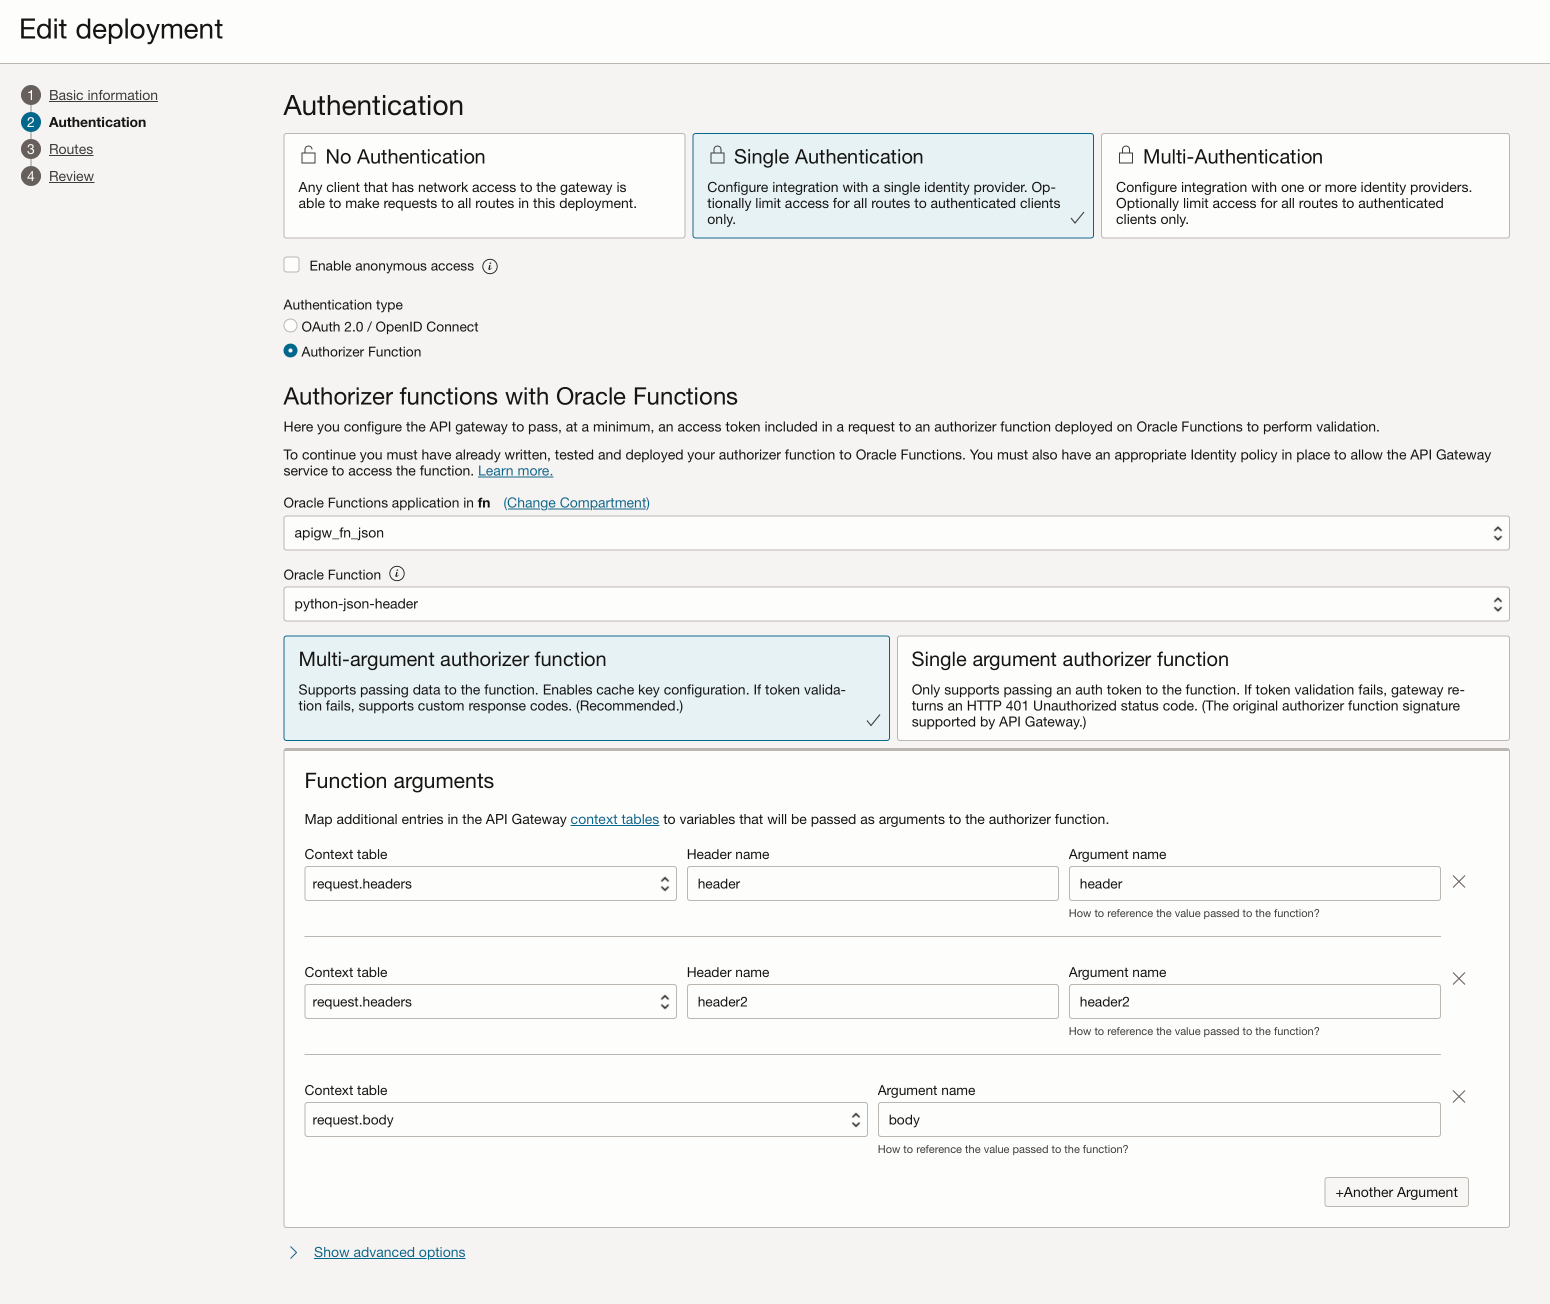 Edit deployment
1 Basic information
2 Authentication
3 Routes
4 Review
Authentication
No Authentication
Any client that has network access to the gateway is
able to make requests to all routes in this deployment.
Single Authentication
Configure integration with a single identity provider. Op-
tionally limit access for all routes to authenticated clients
only.
Multi-Authentication
Configure integration with one or more identity providers.
Optionally limit access for all routes to authenticated
clients only.
Enable anonymous access i
Authentication type
OAuth 2.0 / OpenID Connect
Authorizer Function
Authorizer functions with Oracle Functions
Here you configure the API gateway to pass, at a minimum, an access token included in a request to an authorizer function deployed on Oracle Functions to perform validation.
To continue you must have already written, tested and deployed your authorizer function to Oracle Functions. You must also have an appropriate Identity policy in place to allow the API Gateway
service to access the function. Learn more.
Oracle Functions application in fn (Change Compartment)
apigw_fn_json
Oracle Function i
python-json-header
Multi-argument authorizer function
Supports passing data to the function. Enables cache key configuration. If token valida-
tion fails, supports custom response codes. (Recommended.)
Single argument authorizer function
Only supports passing an auth token to the function. If token validation fails, gateway re-
turns an HTTP 401 Unauthorized status code. (The original authorizer function signature
supported by API Gateway.)
Function arguments
Map additional entries in the API Gateway context tables to variables that will be passed as arguments to the authorizer function.
Context table Header name Argument name
request.headers header header
How to reference the value passed to the function?
Context table Header name Argument name
request.headers header2 header2
How to reference the value passed to the function?
Context table Argument name
request.body body
How to reference the value passed to the function?
+Another Argument
Show advanced options